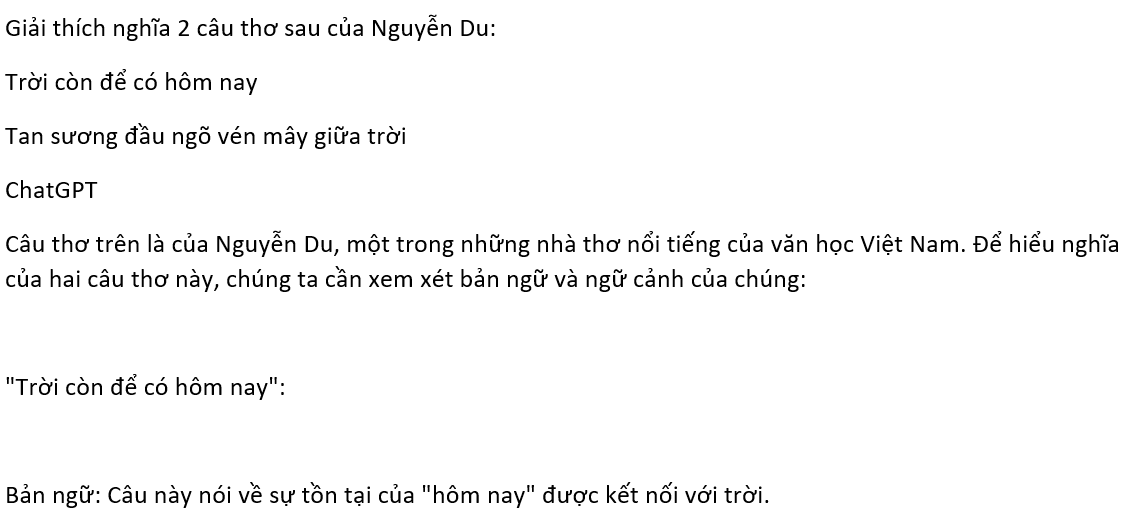 Giải thích nghĩa 2 câu thơ sau của Nguyễn Du:
Trời còn để có hôm nay
Tan sương đầu ngõ vén mây giữa trời
ChatGPT
Câu thơ trên là của Nguyễn Du, một trong những nhà thơ nổi tiếng của văn học Việt Nam. Để hiểu nghĩa
của hai câu thơ này, chúng ta cần xem xét bản ngữ và ngữ cảnh của chúng:
"Trời còn để có hôm nay":
Bản ngữ: Câu này nói về sự tồn tại của "hôm nay" được kết nối với trời.